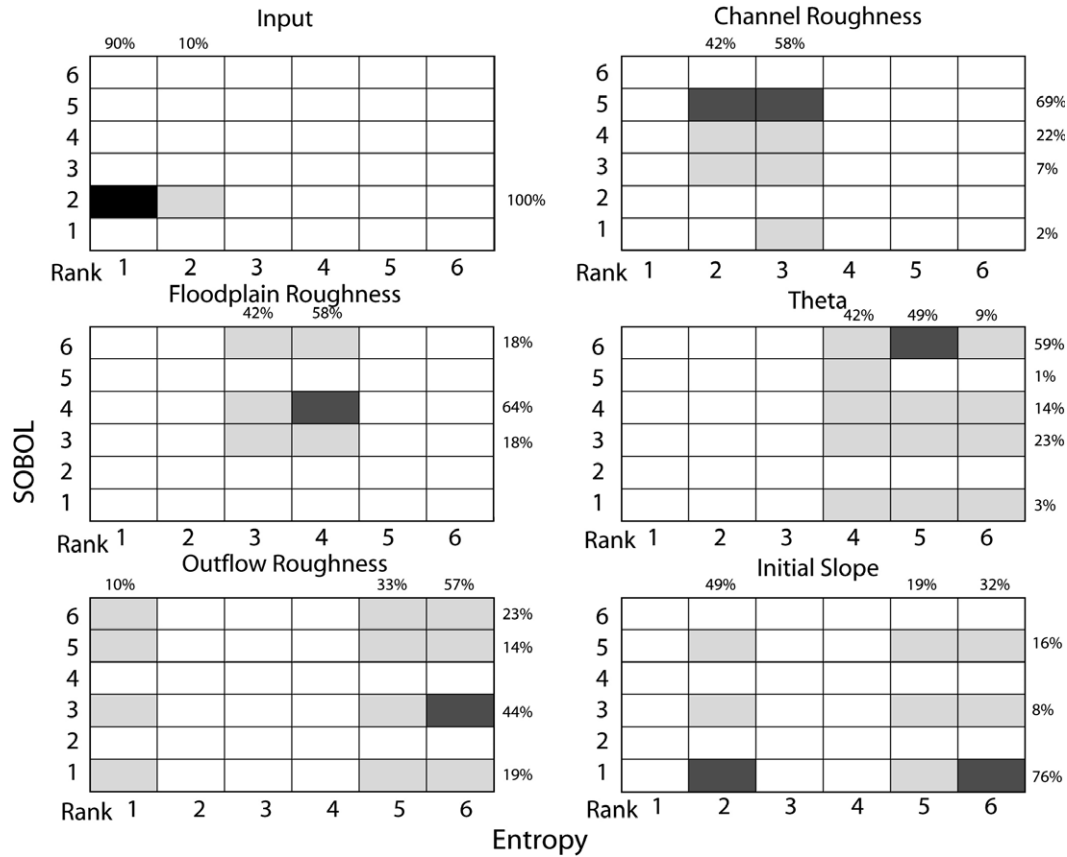 Input
90% 10%
6
5
4
3
2 100%
1
Rank 1 2 3 4 5 6
Channel Roughness
42% 58%
6
5 69%
4 22%
3 7%
2
1 2%
Rank 1 2 3 4 5 6
Floodplain Roughness
42% 58%
6 18%
5
4 64%
3 18%
2
1
Rank 1 2 3 4 5 6
Theta
42% 49% 9%
6 59%
5 1%
4 14%
3 23%
2
1 3%
Rank 1 2 3 4 5 6
SOBOL
Outflow Roughness
10% 33% 57%
6 23%
5 14%
4
3 44%
2
1 19%
Rank 1 2 3 4 5 6
Initial Slope
49% 19% 32%
6
5 16%
4
3 8%
2
1 76%
Rank 1 2 3 4 5 6
Entropy